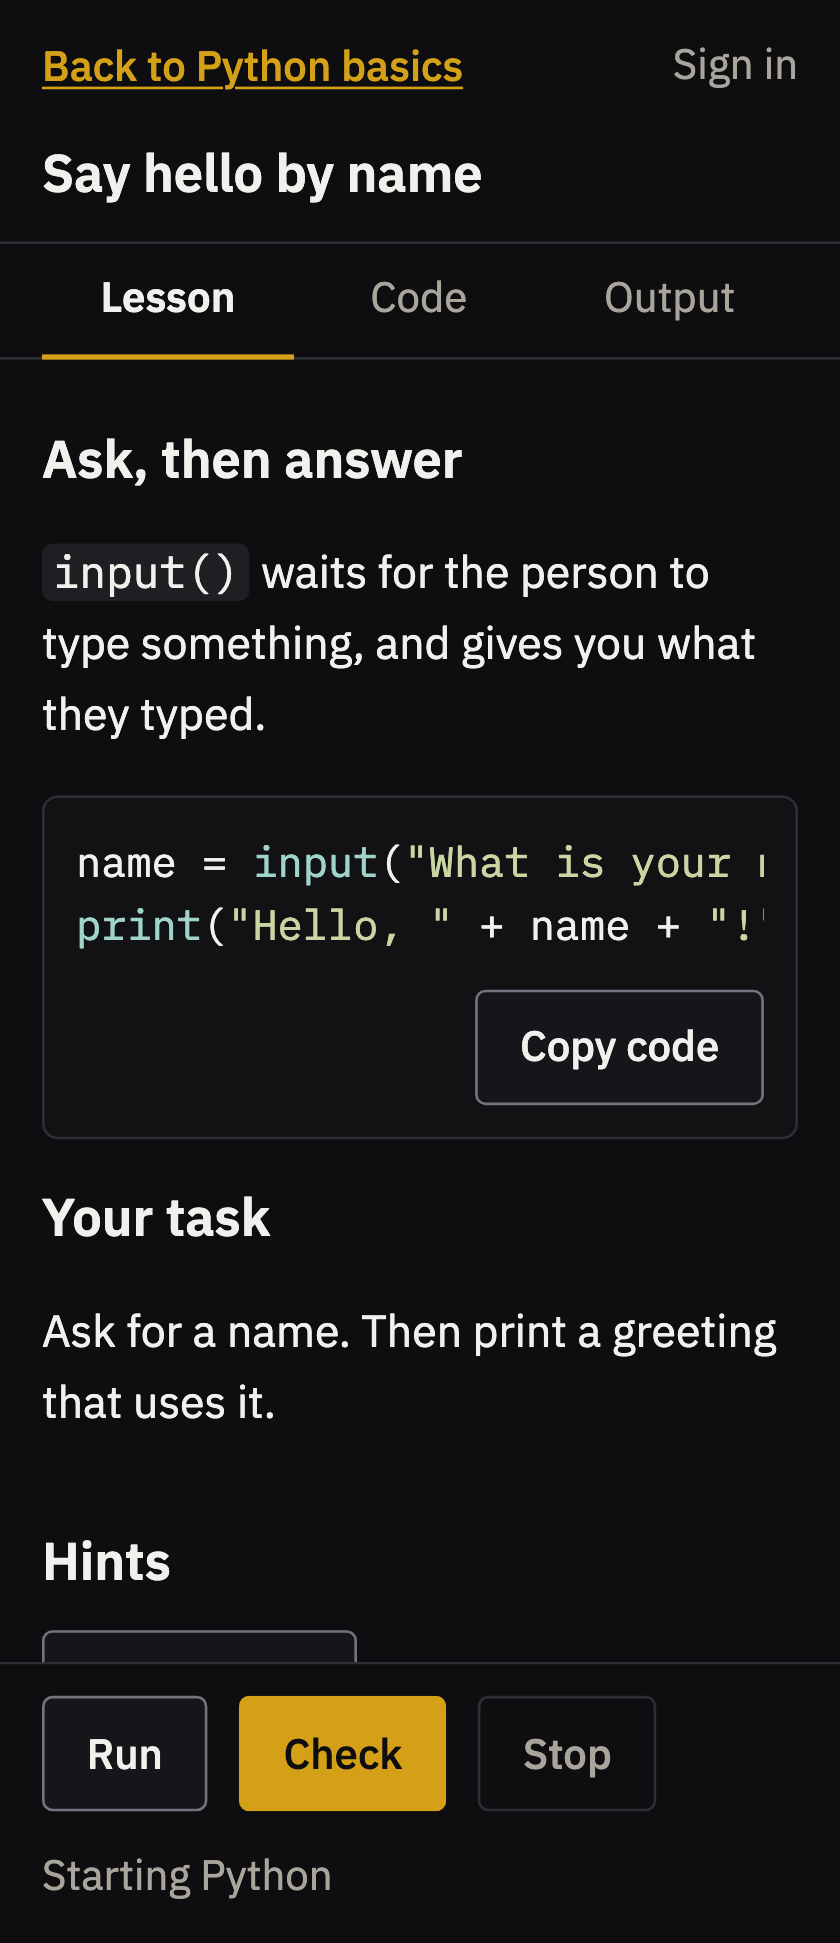 Back to Python basics
Sign in
Say hello by name
Lesson
Code
Output
Ask, then answer
input() waits for the person to
type something, and gives you what
they typed.
name = input("What is your
print("Hello, " + name + "!
Copy code
Your task
Ask for a name. Then print a greeting
that uses it.
Hints
Run
Check
Stop
Starting Python